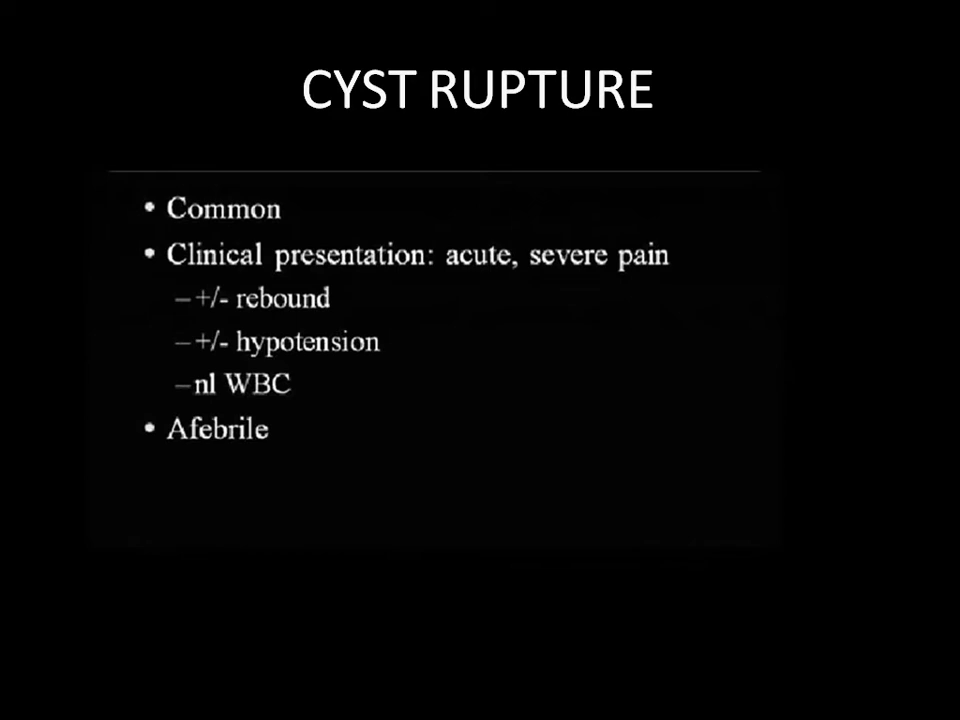 CYST RUPTURE
• Common
• Clinical presentation: acute, severe pain
– +/- rebound
– +/- hypotension
– nl WBC
• Afebrile